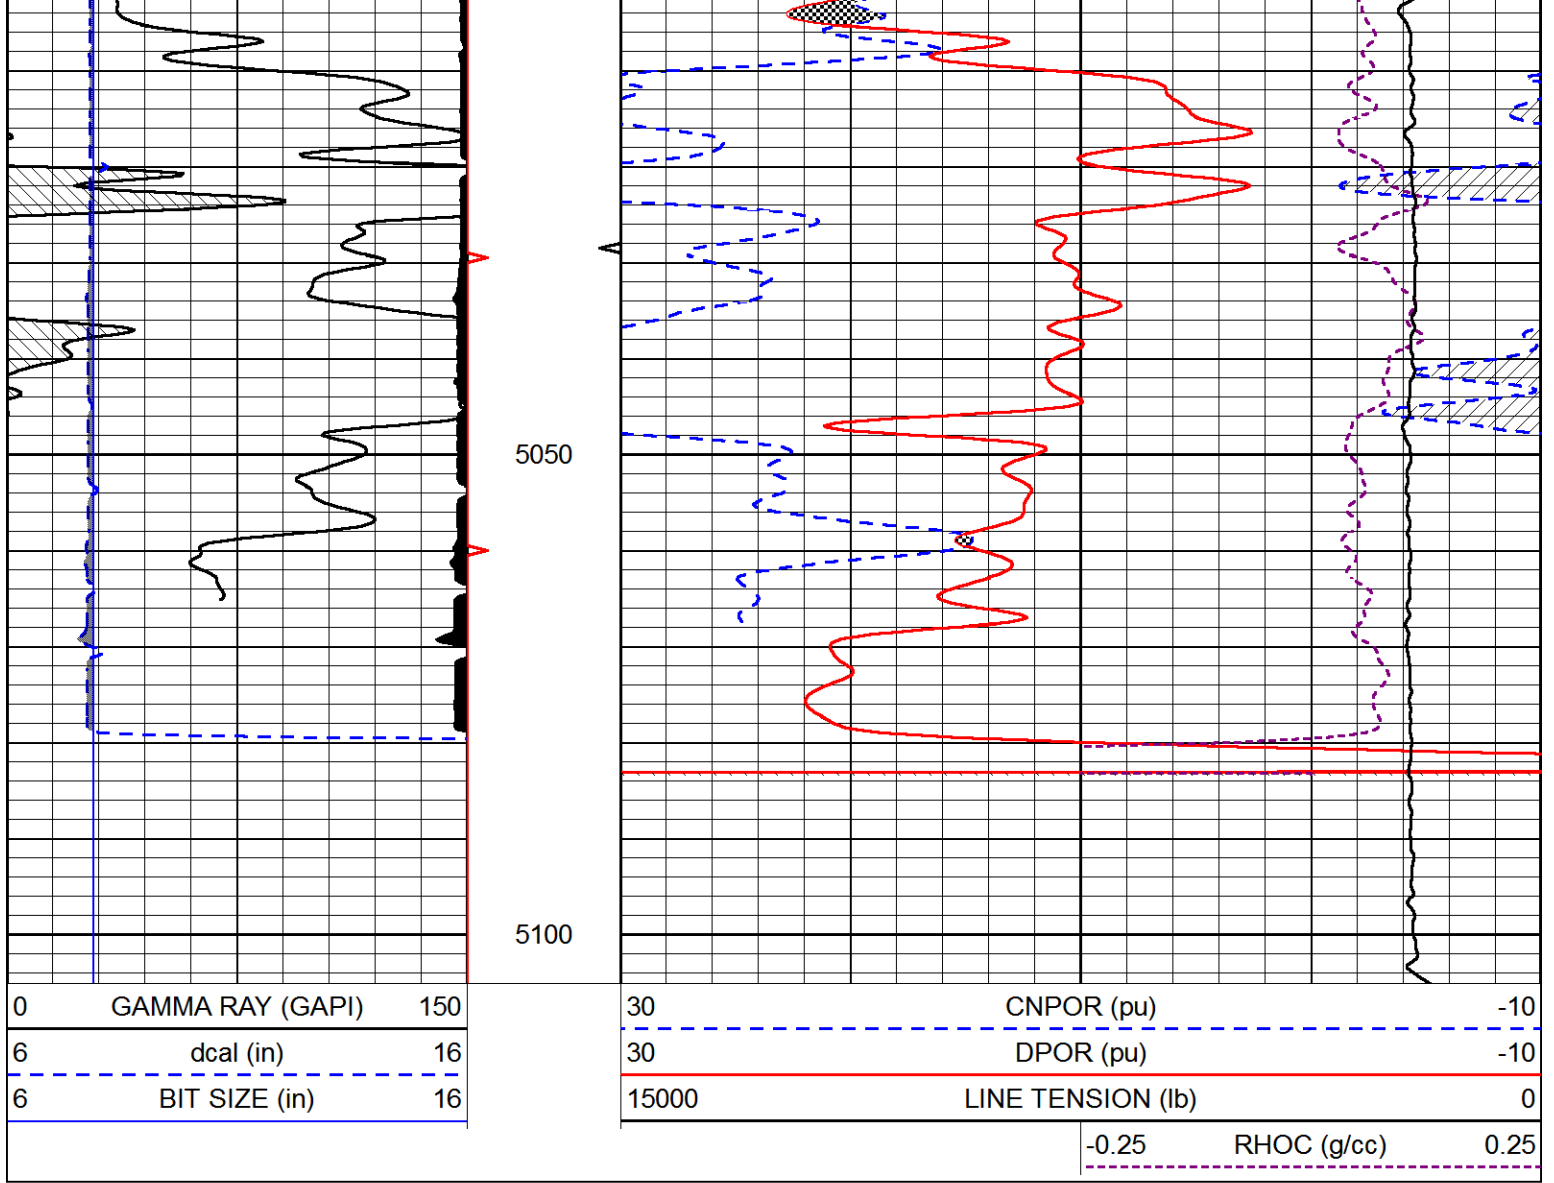 5050
5100
0 GAMMA RAY (GAPI) 150
30 CNPOR (pu) -10
6 dcal (in) 16
30 DPOR (pu) -10
6 BIT SIZE (in) 16
15000 LINE TENSION (lb) 0
-0.25 RHOC (g/cc) 0.25